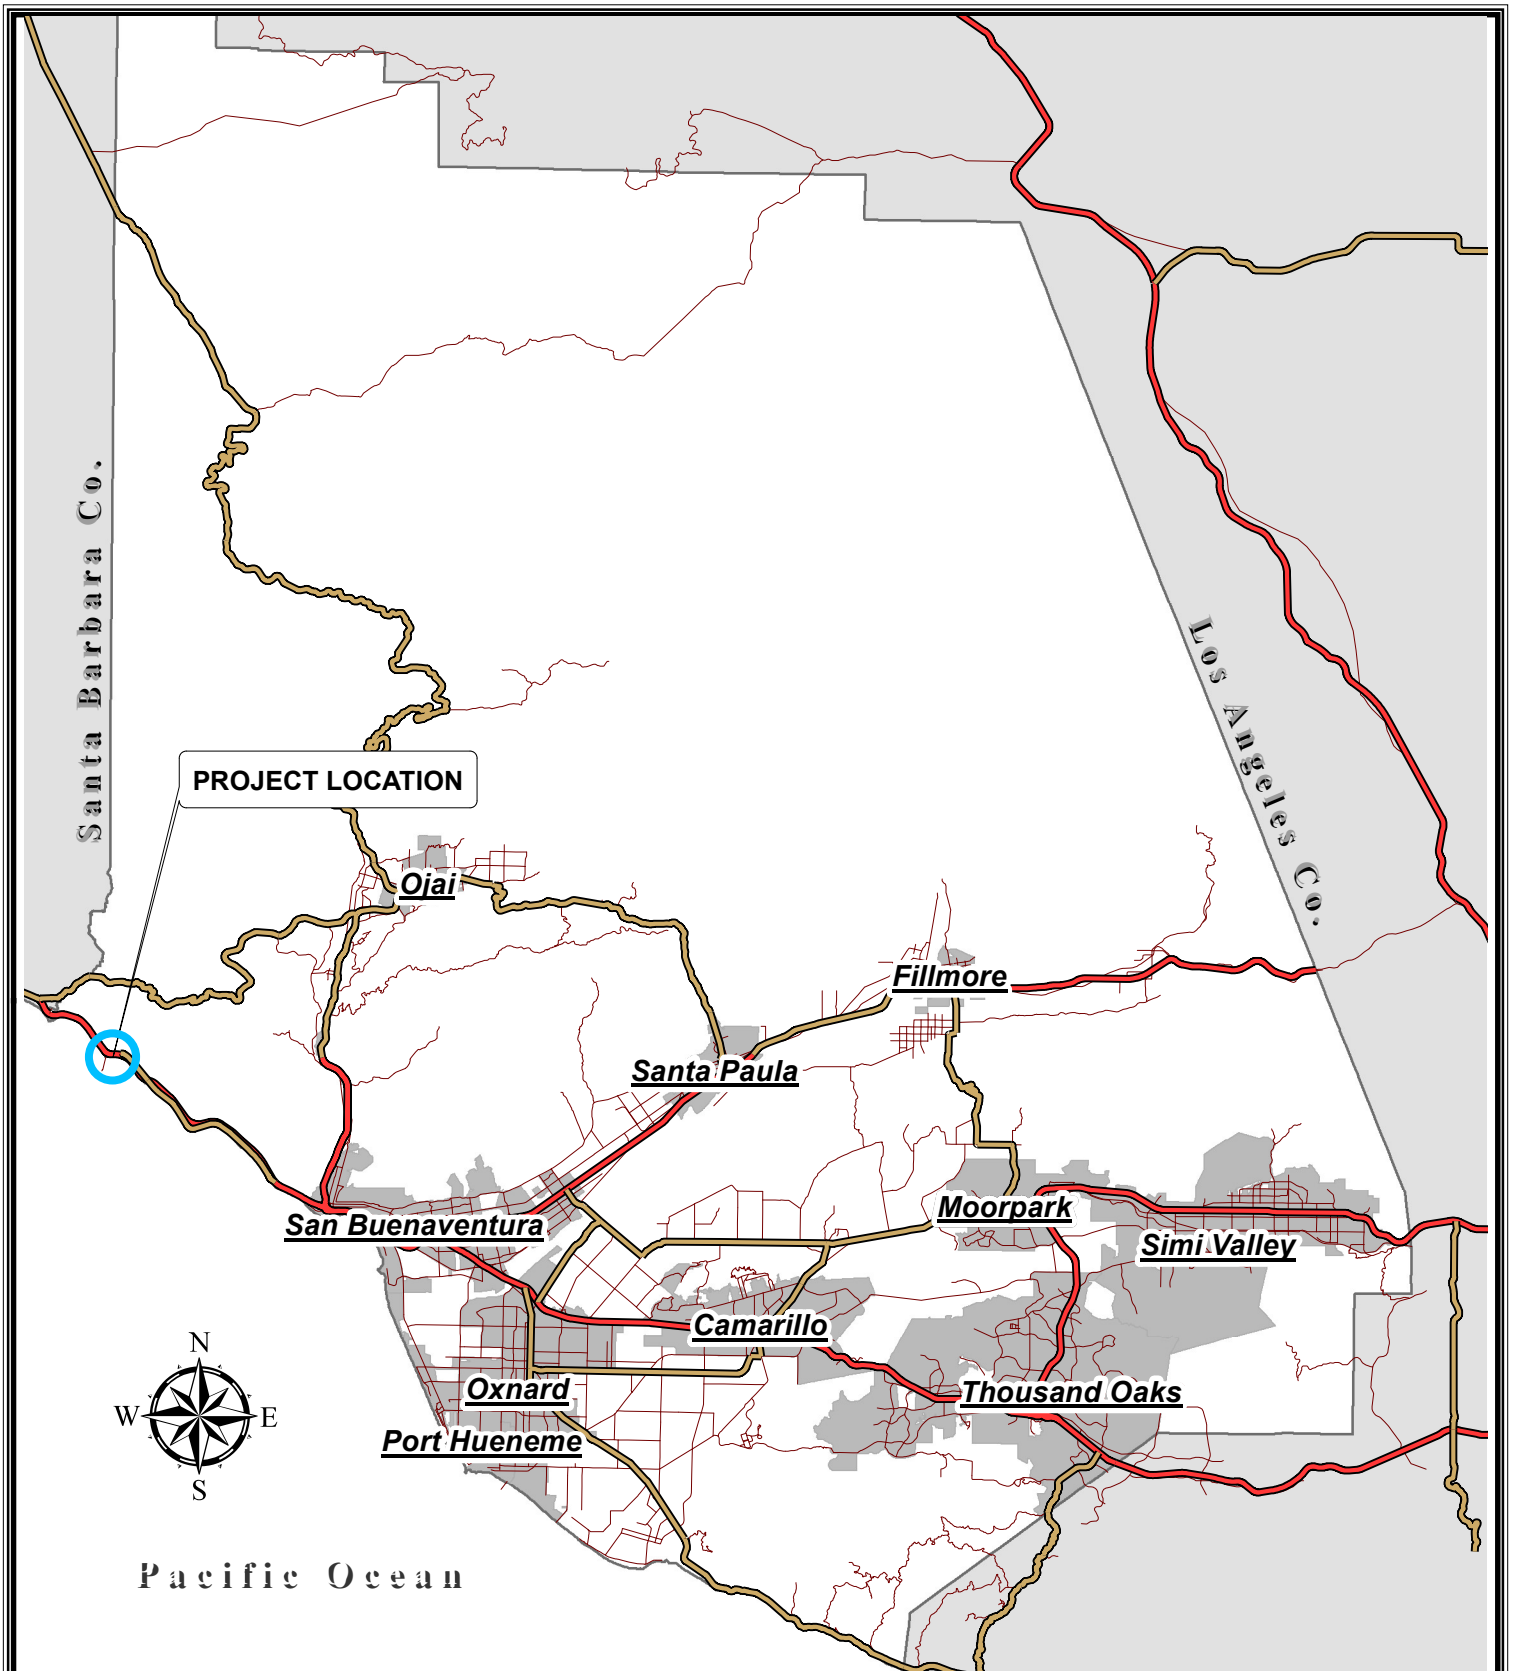 Santa Barbara Co.
Los Angeles Co.
PROJECT LOCATION
Ojai
Fillmore
Santa Paula
San Buenaventura
Moorpark
Simi Valley
Camarillo
Oxnard
Thousand Oaks
Port Hueneme
N
W E
S
Pacific Ocean